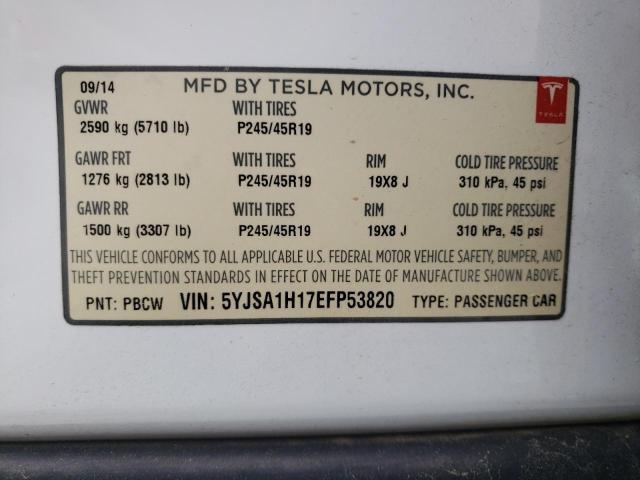 09/14 MFD BY TESLA MOTORS, INC.
TESLA
GVWR WITH TIRES
2590 kg (5710 lb) P245/45R19
GAWR FRT WITH TIRES RIM COLD TIRE PRESSURE
1276 kg (2813 lb) P245/45R19 19X8 J 310 kPa, 45 psi
GAWR RR WITH TIRES RIM COLD TIRE PRESSURE
1500 kg (3307 lb) P245/45R19 19X8 J 310 kPa, 45 psi
THIS VEHICLE CONFORMS TO ALL APPLICABLE U.S. FEDERAL MOTOR VEHICLE SAFETY, BUMPER, AND
THEFT PREVENTION STANDARDS IN EFFECT ON THE DATE OF MANUFACTURE SHOWN ABOVE.
PNT: PBCW VIN: 5YJSA1H17EFP53820 TYPE: PASSENGER CAR